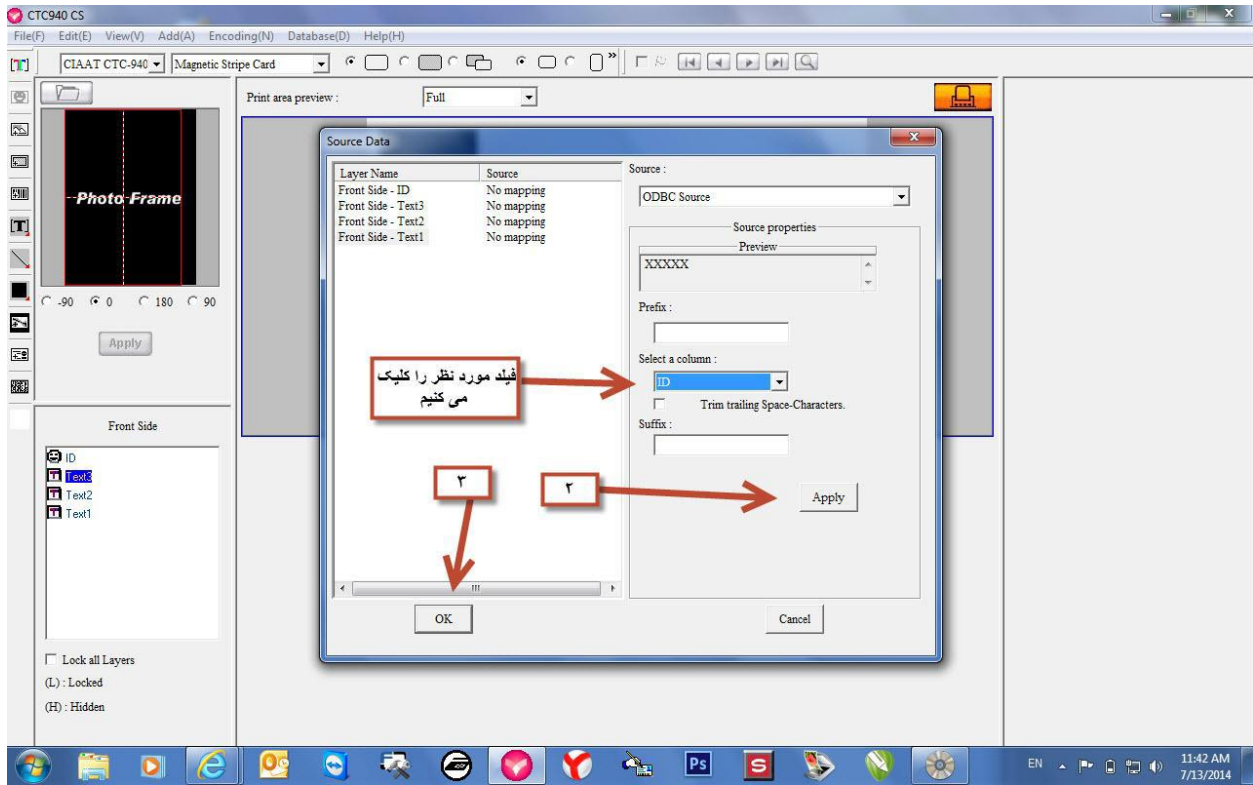 CTC940 CS
File(F) Edit(E) View(V) Add(A) Encoding(N) Database(D) Help(H)
[T] CIAAT CTC-940 Magnetic Stripe Card
Print area preview : Full
Photo Frame
-90 0 180 90
Apply
Front Side
ID
Text3
Text2
Text1
Lock all Layers
(L) : Locked
(H) : Hidden
Source Data
Layer Name Source
Front Side - ID No mapping
Front Side - Text3 No mapping
Front Side - Text2 No mapping
Front Side - Text1 No mapping
Source :
ODBC Source
Source properties
Preview
XXXXX
Prefix :
Select a column :
ID
Trim trailing Space-Characters.
Suffix :
Apply
فیلد مورد نظر را کلیک
می کنیم
۲
۳
OK Cancel
Ps S
EN 11:42 AM
7/13/2014